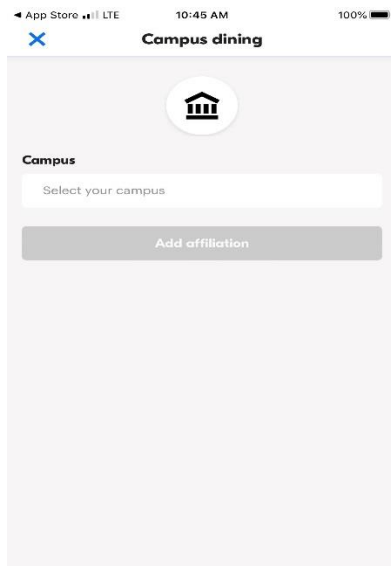 App Store LTE 10:45 AM 100%
Campus dining
Campus
Select your campus
Add affiliation